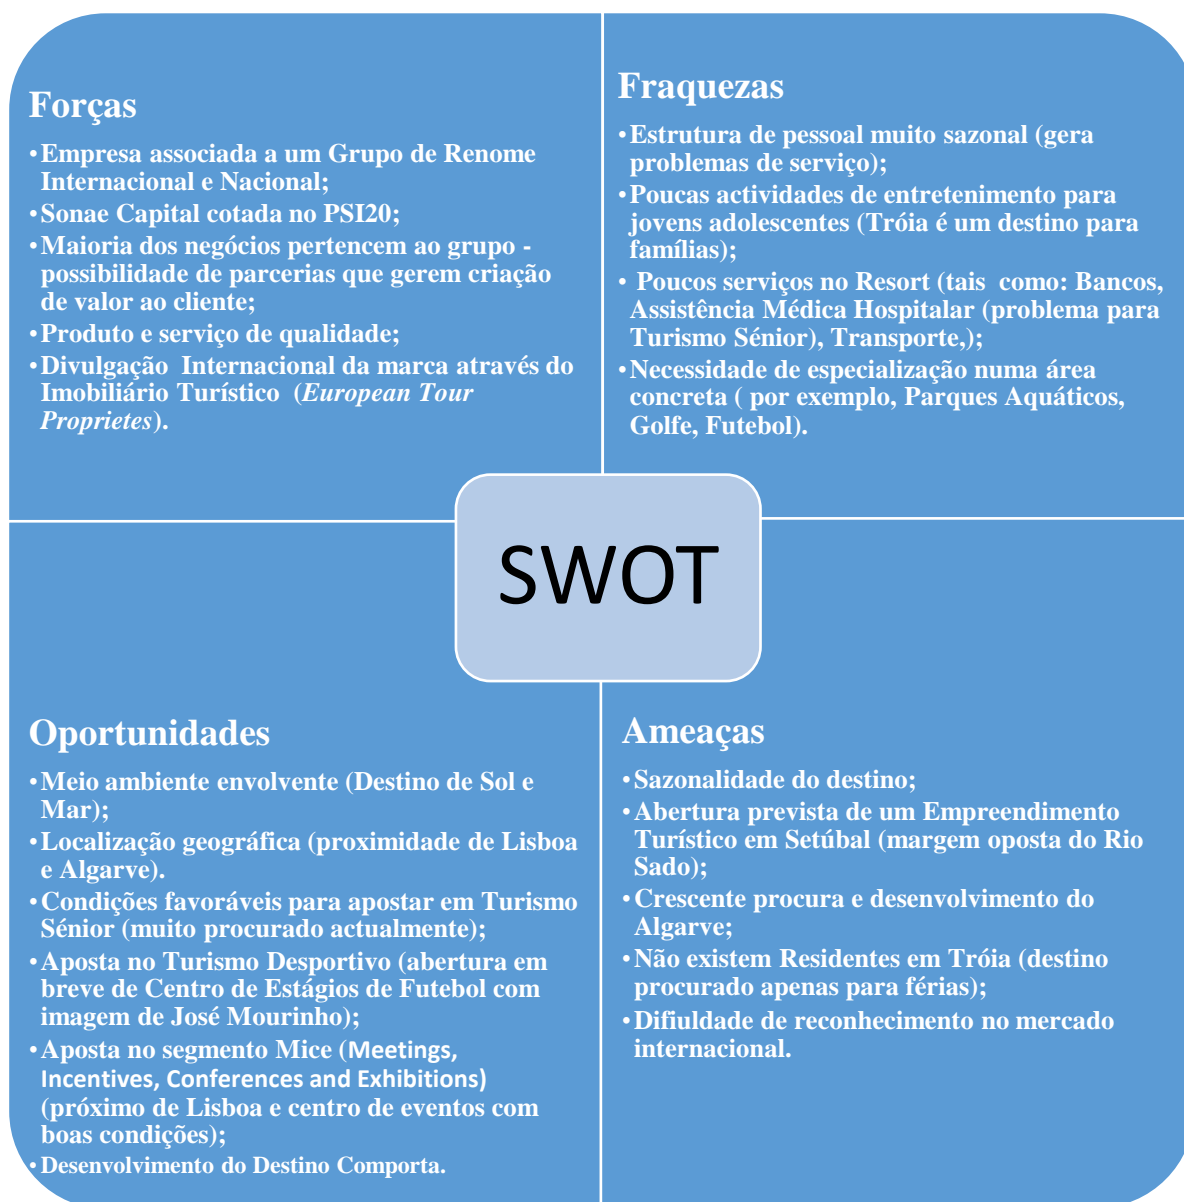 Forças
•Empresa associada a um Grupo de Renome
Internacional e Nacional;
•Sonae Capital cotada no PSI20;
•Maioria dos negócios pertencem ao grupo -
possibilidade de parcerias que gerem criação
de valor ao cliente;
•Produto e serviço de qualidade;
•Divulgação Internacional da marca através do
Imobiliário Turístico (European Tour
Proprietes).
Fraquezas
•Estrutura de pessoal muito sazonal (gera
problemas de serviço);
•Poucas actividades de entretenimento para
jovens adolescentes (Tróia é um destino para
famílias);
• Poucos serviços no Resort (tais como: Bancos,
Assistência Médica Hospitalar (problema para
Turismo Sénior), Transporte,);
•Necessidade de especialização numa área
concreta ( por exemplo, Parques Aquáticos,
Golfe, Futebol).
SWOT
Oportunidades
•Meio ambiente envolvente (Destino de Sol e
Mar);
•Localização geográfica (proximidade de Lisboa
e Algarve).
•Condições favoráveis para apostar em Turismo
Sénior (muito procurado actualmente);
•Aposta no Turismo Desportivo (abertura em
breve de Centro de Estágios de Futebol com
imagem de José Mourinho);
•Aposta no segmento Mice (Meetings,
Incentives, Conferences and Exhibitions)
(próximo de Lisboa e centro de eventos com
boas condições);
•Desenvolvimento do Destino Comporta.
Ameaças
•Sazonalidade do destino;
•Abertura prevista de um Empreendimento
Turístico em Setúbal (margem oposta do Rio
Sado);
•Crescente procura e desenvolvimento do
Algarve;
•Não existem Residentes em Tróia (destino
procurado apenas para férias);
•Difiuldade de reconhecimento no mercado
internacional.